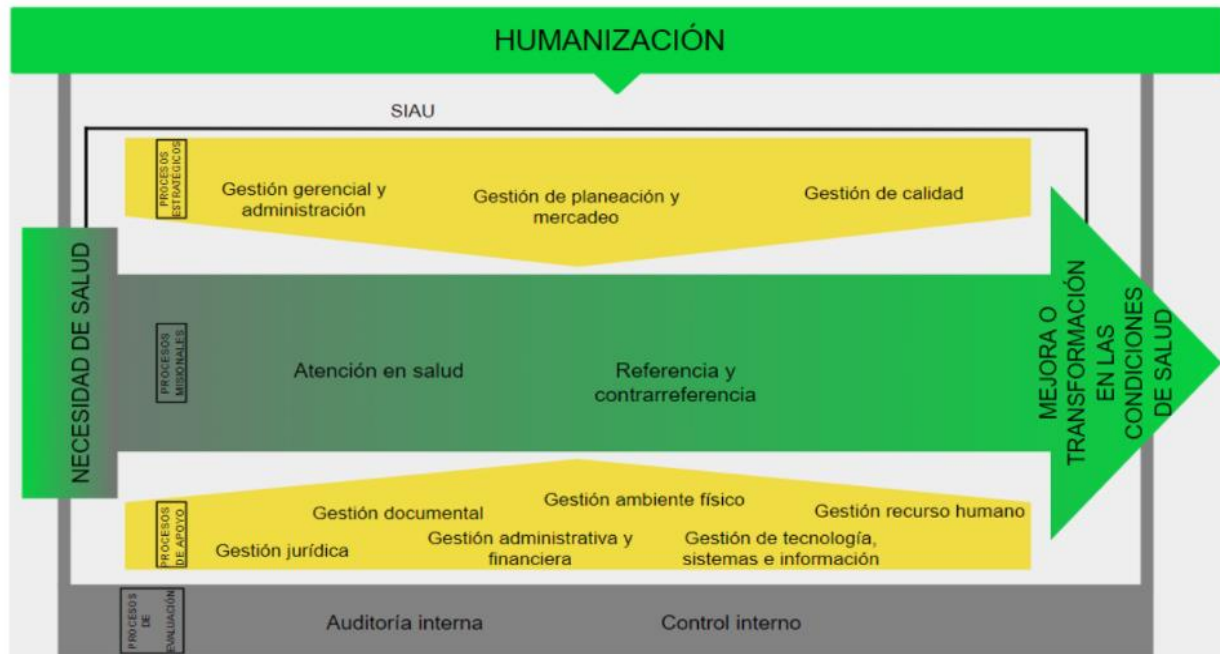 HUMANIZACIÓN
SIAU
PROCESOS
ESTRATÉGICOS
Gestión gerencial y
administración
Gestión de planeación y
mercadeo
Gestión de calidad
NECESIDAD DE SALUD
PROCESOS
MISIONALES
Atención en salud
Referencia y
contrarreferencia
MEJORA O
TRANSFORMACIÓN
EN LAS
CONDICIONES
DE SALUD
PROCESOS
DE APOYO
Gestión documental
Gestión ambiente físico
Gestión recurso humano
Gestión jurídica
Gestión administrativa y
financiera
Gestión de tecnología,
sistemas e información
PROCESOS
DE
EVALUACIÓN
Auditoría interna
Control interno